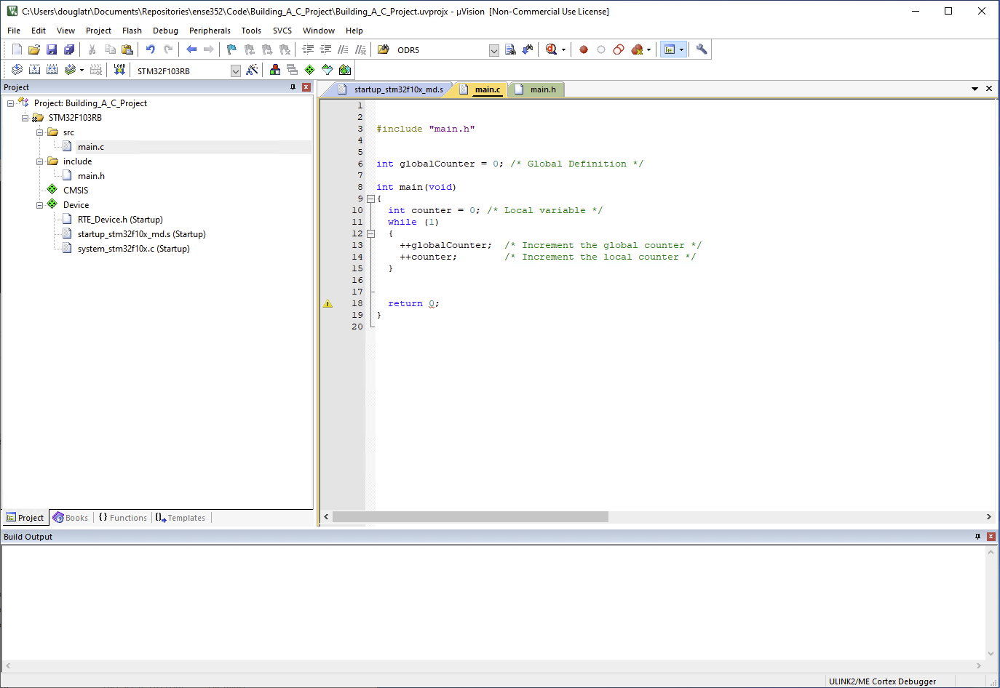 C:\Users\douglatr\Documents\Repositories\ense352\Code\Building_A_C_Project\Building_A_C_Project.uvprojx - µVision [Non-Commercial Use License]
File Edit View Project Flash Debug Peripherals Tools SVCS Window Help
ODR5
LOAD STM32F103RB
Project
startup_stm32f10x_md.s main.c main.h
Project: Building_A_C_Project
STM32F103RB
src
main.c
include
main.h
CMSIS
Device
RTE_Device.h (Startup)
startup_stm32f10x_md.s (Startup)
system_stm32f10x.c (Startup)
Project Books Functions Templates
1
2
3 #include "main.h"
4
5
6 int globalCounter = 0; /* Global Definition */
7
8 int main(void)
9 {
10 int counter = 0; /* Local variable */
11 while (1)
12 {
13 ++globalCounter; /* Increment the global counter */
14 ++counter; /* Increment the local counter */
15 }
16
17
18 return 0;
19 }
20
Build Output
ULINK2/ME Cortex Debugger